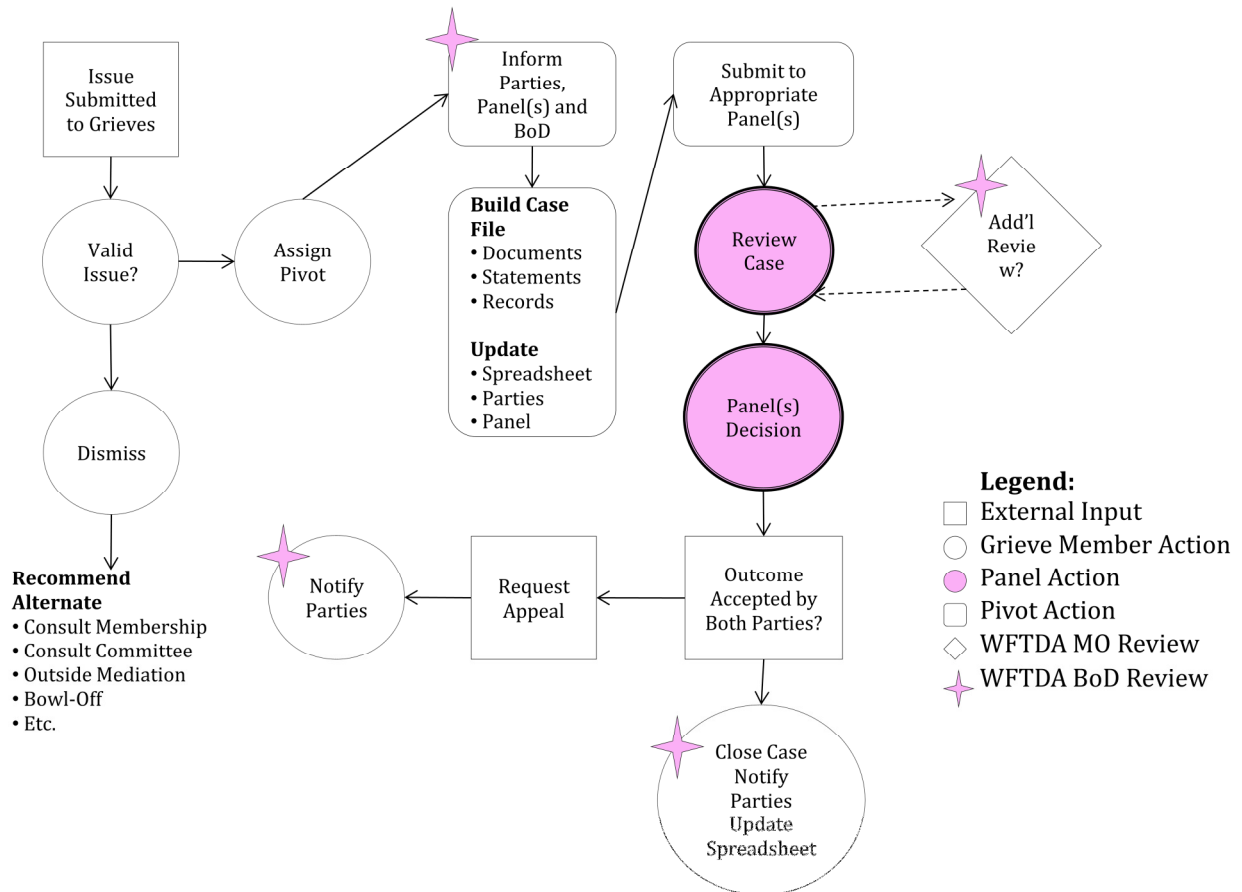 Issue
Submitted
to Grieves
Valid
Issue?
Assign
Pivot
Dismiss
Recommend
Alternate
• Consult Membership
• Consult Committee
• Outside Mediation
• Bowl-Off
• Etc.
Inform
Parties,
Panel(s) and
BoD
Build Case
File
• Documents
• Statements
• Records
Update
• Spreadsheet
• Parties
• Panel
Submit to
Appropriate
Panel(s)
Review
Case
Add'l
Revie
w?
Panel(s)
Decision
Outcome
Accepted by
Both Parties?
Request
Appeal
Notify
Parties
Close Case
Notify
Parties
Update
Spreadsheet
Legend:
External Input
Grieve Member Action
Panel Action
Pivot Action
WFTDA MO Review
WFTDA BoD Review